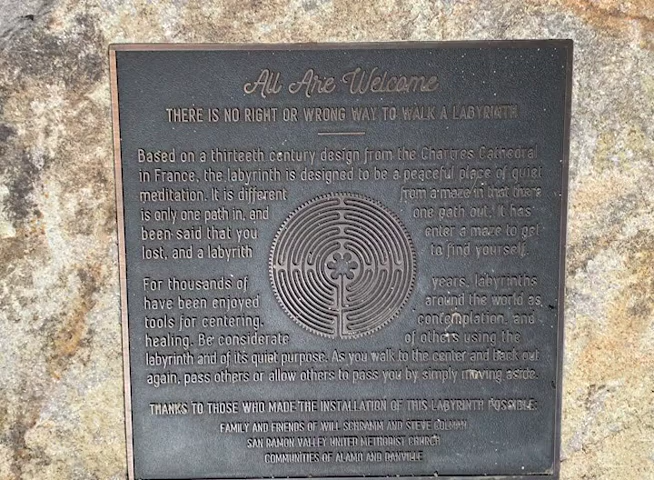 All Are Welcome
THERE IS NO RIGHT OR WRONG WAY TO WALK A LABYRINTH
Based on a thirteenth century design from the Chartres Cathedral
in France, the labyrinth is designed to be a peaceful place of quiet
meditation. It is different from a maze in that there
is only one path in, and one path out. It has
been said that you enter a maze to get
lost, and a labyrith to find yourself.
For thousands of years, labyrinths
have been enjoyed around the world as
tools for centering, contemplation, and
healing. Be considerate of others using the
labyrinth and of its quiet purpose. As you walk to the center and back out
again, pass others or allow others to pass you by simply moving aside.
THANKS TO THOSE WHO MADE THE INSTALLATION OF THIS LABYRINTH POSSIBLE:
FAMILY AND FRIENDS OF WILL SCHRAMM AND STEVE COLMAN
SAN RAMON VALLEY UNITED METHODIST CHURCH
COMMUNITIES OF ALAMO AND DANVILLE